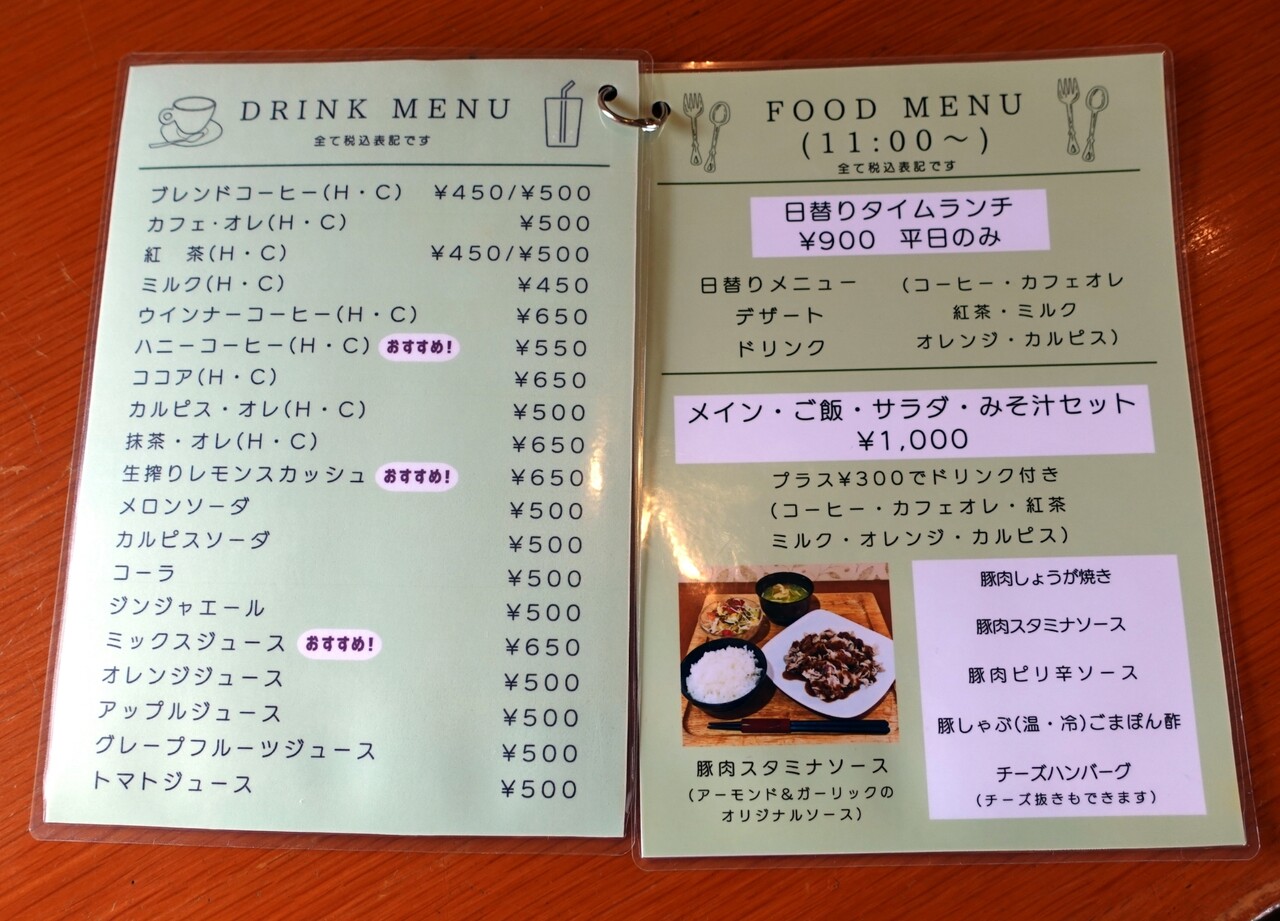 DRINK MENU
全て税込表記です
ブレンドコーヒー(H・C) ¥450/¥500
カフェ・オレ(H・C) ¥500
紅　茶(H・C) ¥450/¥500
ミルク(H・C) ¥450
ウインナーコーヒー(H・C) ¥650
ハニーコーヒー(H・C) おすすめ! ¥550
ココア(H・C) ¥650
カルピス・オレ(H・C) ¥500
抹茶・オレ(H・C) ¥650
生搾りレモンスカッシュ おすすめ! ¥650
メロンソーダ ¥500
カルピスソーダ ¥500
コーラ ¥500
ジンジャエール ¥500
ミックスジュース おすすめ! ¥650
オレンジジュース ¥500
アップルジュース ¥500
グレープフルーツジュース ¥500
トマトジュース ¥500
FOOD MENU
(11:00～)
全て税込表記です
日替りタイムランチ
¥900 平日のみ
日替りメニュー
デザート
ドリンク
(コーヒー・カフェオレ
紅茶・ミルク
オレンジ・カルピス)
メイン・ご飯・サラダ・みそ汁セット
¥1,000
プラス¥300でドリンク付き
(コーヒー・カフェオレ・紅茶
ミルク・オレンジ・カルピス)
豚肉スタミナソース
(アーモンド&ガーリックの
オリジナルソース)
豚肉しょうが焼き
豚肉スタミナソース
豚肉ピリ辛ソース
豚しゃぶ(温・冷)ごまぽん酢
チーズハンバーグ
(チーズ抜きもできます)